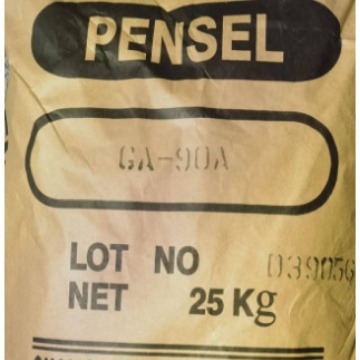 PENSEL
GA-90A
LOT NO 039056
NET 25 Kg